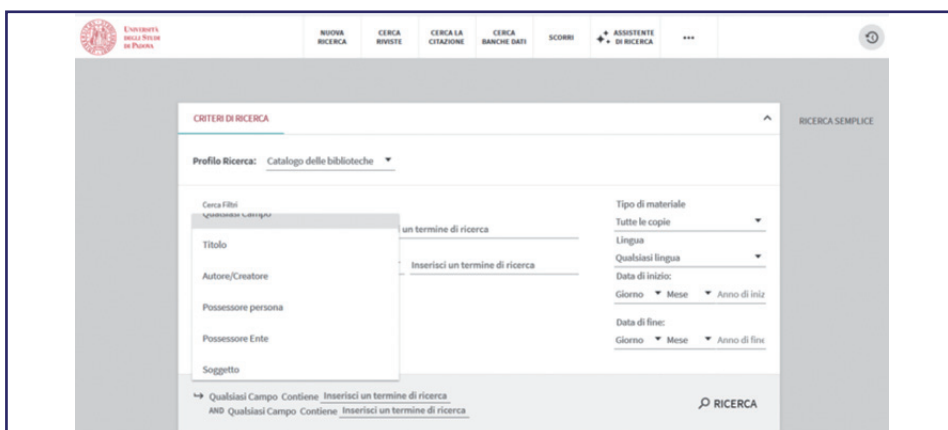 UNIVERSITÀ
DEGLI STUDI
DI PADOVA
NUOVA
RICERCA
CERCA
RIVISTE
CERCA LA
CITAZIONE
CERCA
BANCHE DATI
SCORRI
ASSISTENTE
DI RICERCA
•••
CRITERI DI RICERCA
RICERCA SEMPLICE
Profilo Ricerca: Catalogo delle biblioteche
Cerca Filtri
Qualsiasi Campo
Titolo
Autore/Creatore
Possessore persona
Possessore Ente
Soggetto
un termine di ricerca
Inserisci un termine di ricerca
Tipo di materiale
Tutte le copie
Lingua
Qualsiasi lingua
Data di inizio:
Giorno Mese Anno di iniz
Data di fine:
Giorno Mese Anno di fine
Qualsiasi Campo Contiene Inserisci un termine di ricerca
AND Qualsiasi Campo Contiene Inserisci un termine di ricerca
RICERCA